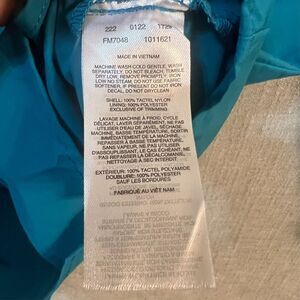 222 0122 1125
FM7048 1011621
MADE IN VIETNAM
MACHINE WASH COLD GENTLE, WASH
SEPARATELY, DO NOT BLEACH, TUMBLE
DRY LOW, REMOVE PROMPTLY, IRON
LOW NO STEAM, DO NOT USE FABRIC
SOFTENER, IF PRESENT DO NOT IRON
DECAL, DO NOT DRYCLEAN
SHELL: 100% TACTEL NYLON
LINING: 100% POLYESTER
EXCLUSIVE OF TRIMMING
LAVAGE MACHINE À FROID, CYCLE
DÉLICAT, LAVER SÉPARÉMENT, NE PAS
UTILISER D'EAU DE JAVEL, SÉCHAGE
MACHINE, BASSE TEMPÉRATURE, SORTIR
IMMÉDIATEMENT DE LA MACHINE,
REPASSAGE, BASSE TEMPÉRATURE,
SANS VAPEUR, NE PAS UTILISER
D'ASSOUPLISSANT, LE CAS ÉCHÉANT NE
PAS REPASSER LA DÉCALCOMANIE,
NETTOYAGE À SEC INTERDIT
EXTÉRIEUR: 100% TACTEL POLYAMIDE
DOUBLURE: 100% POLYESTER
SAUF LES BORDURES
FABRIQUÉ AU VIÊT NAM